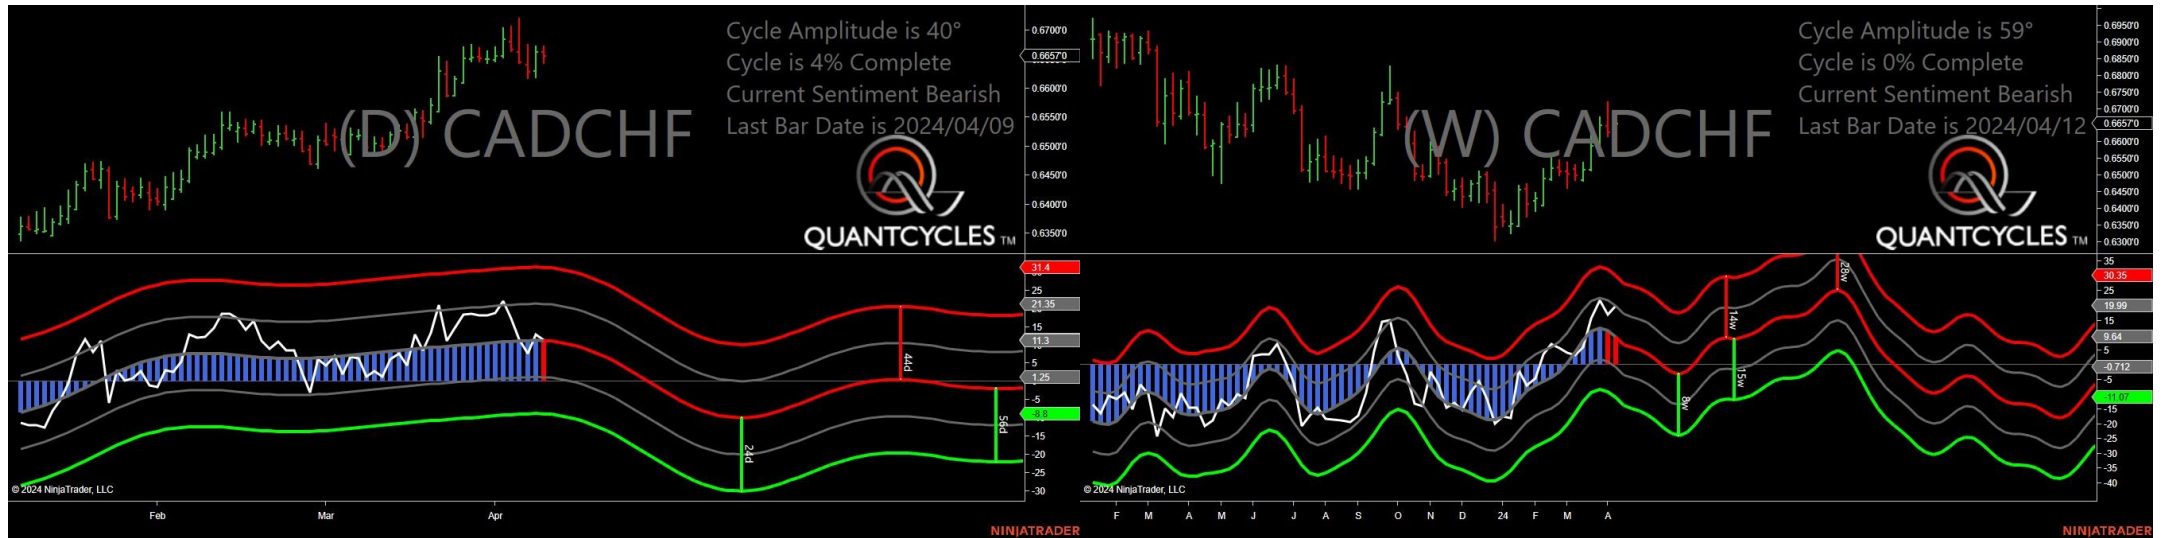 Cycle Amplitude is 40°
Cycle is 4% Complete
Current Sentiment Bearish
Last Bar Date is 2024/04/09
(D) CADCHF
QUANTCYCLES TM
0.6700'0
0.6657'0
0.6600'0
0.6550'0
0.6500'0
0.6450'0
0.6400'0
0.6350'0
31.4
25
21.35
15
11.3
5
1.25
-5
-8.8
-15
-20
-25
-30
44d
56d
24d
© 2024 NinjaTrader, LLC
Feb Mar Apr
NINJATRADER
Cycle Amplitude is 59°
Cycle is 0% Complete
Current Sentiment Bearish
Last Bar Date is 2024/04/12
(W) CADCHF
QUANTCYCLES TM
0.6950'0
0.6900'0
0.6850'0
0.6800'0
0.6750'0
0.6700'0
0.6657'0
0.6600'0
0.6550'0
0.6500'0
0.6450'0
0.6400'0
0.6350'0
0.6300'0
35
30.35
25
19.99
15
9.64
5
-0.712
-5
-11.07
-15
-20
-25
-30
-35
-40
28w
14w
15w
8w
© 2024 NinjaTrader, LLC
F M A M J J A S O N D 24 F M A
NINJATRADER